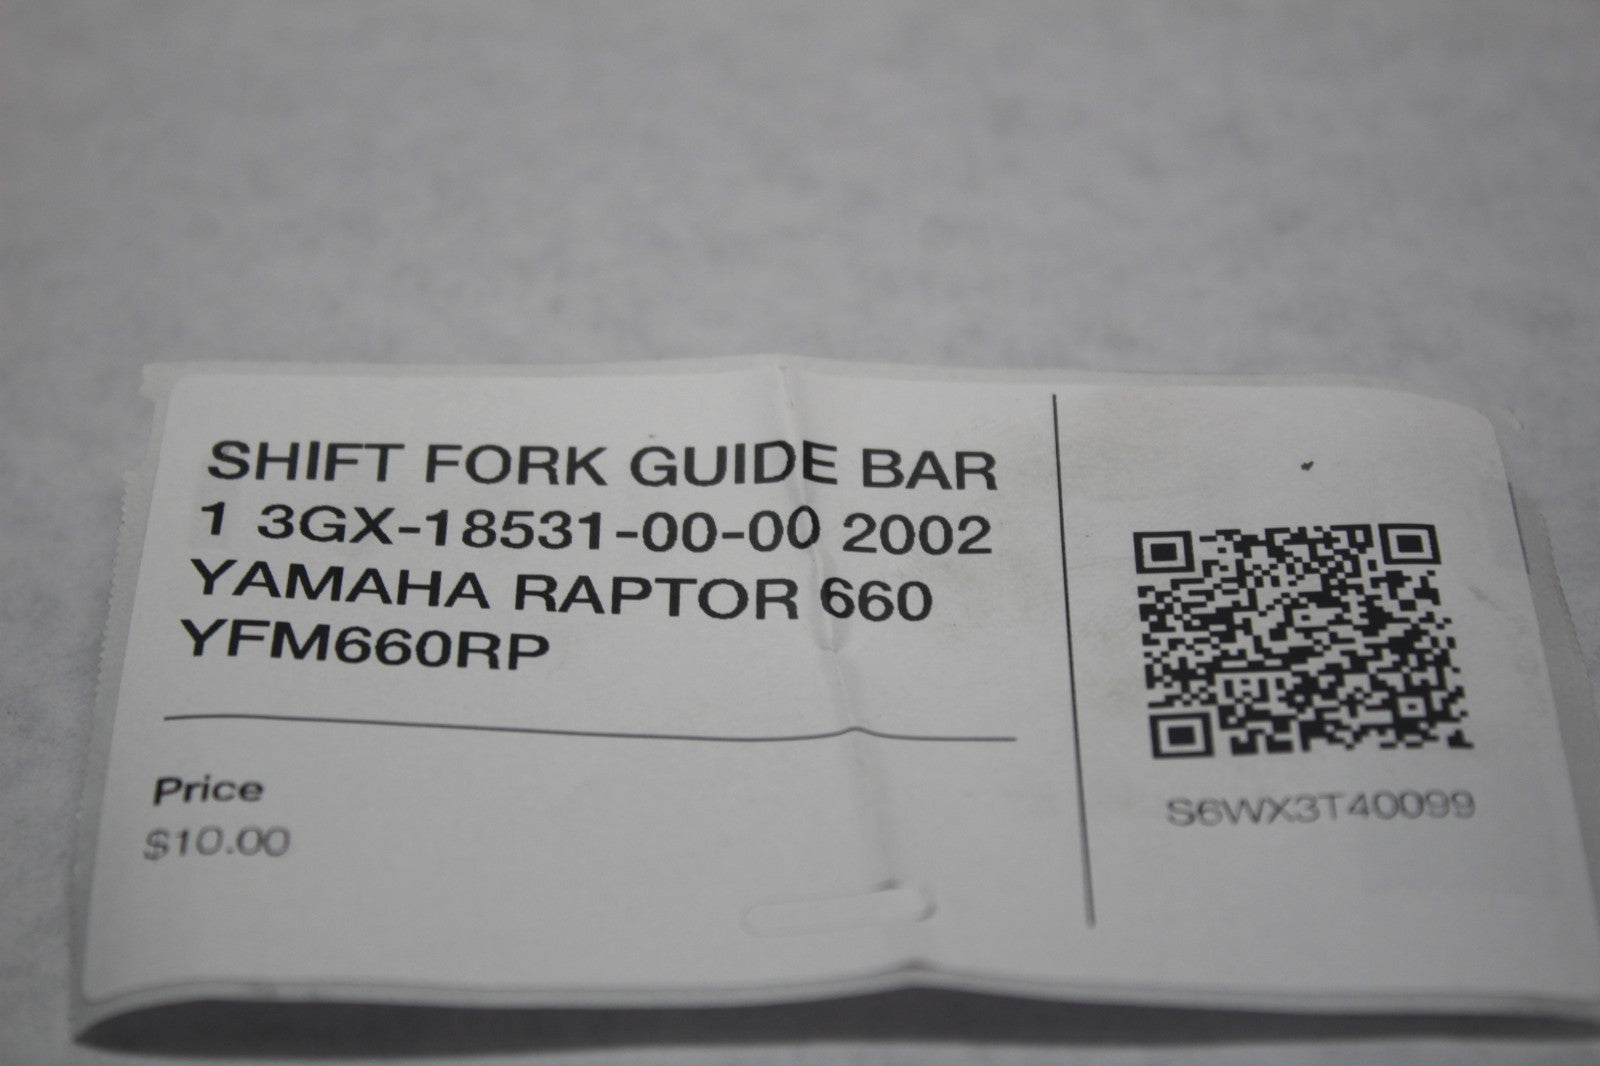 SHIFT FORK GUIDE BAR
1 3GX-18531-00-00 2002
YAMAHA RAPTOR 660
YFM660RP
Price
$10.00
S6WX3T40099